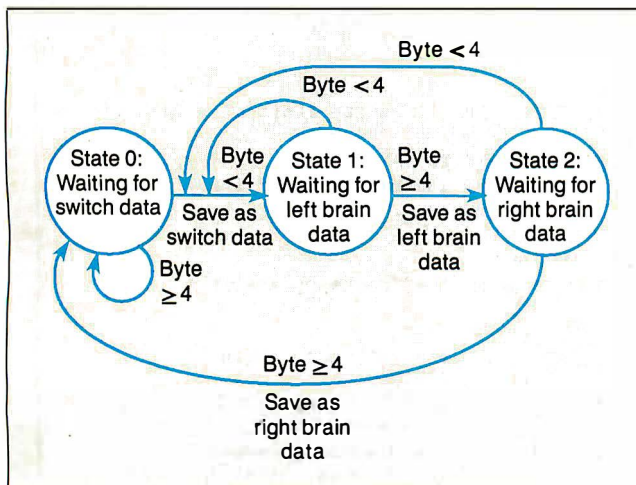 Byte < 4
Byte < 4
State 0:
Waiting for
switch data
Byte
< 4
Save as
switch data
State 1:
Waiting for
left brain
data
Byte
≥ 4
Save as
left brain
data
State 2:
Waiting for
right brain
data
Byte
≥ 4
Byte ≥ 4
Save as
right brain
data